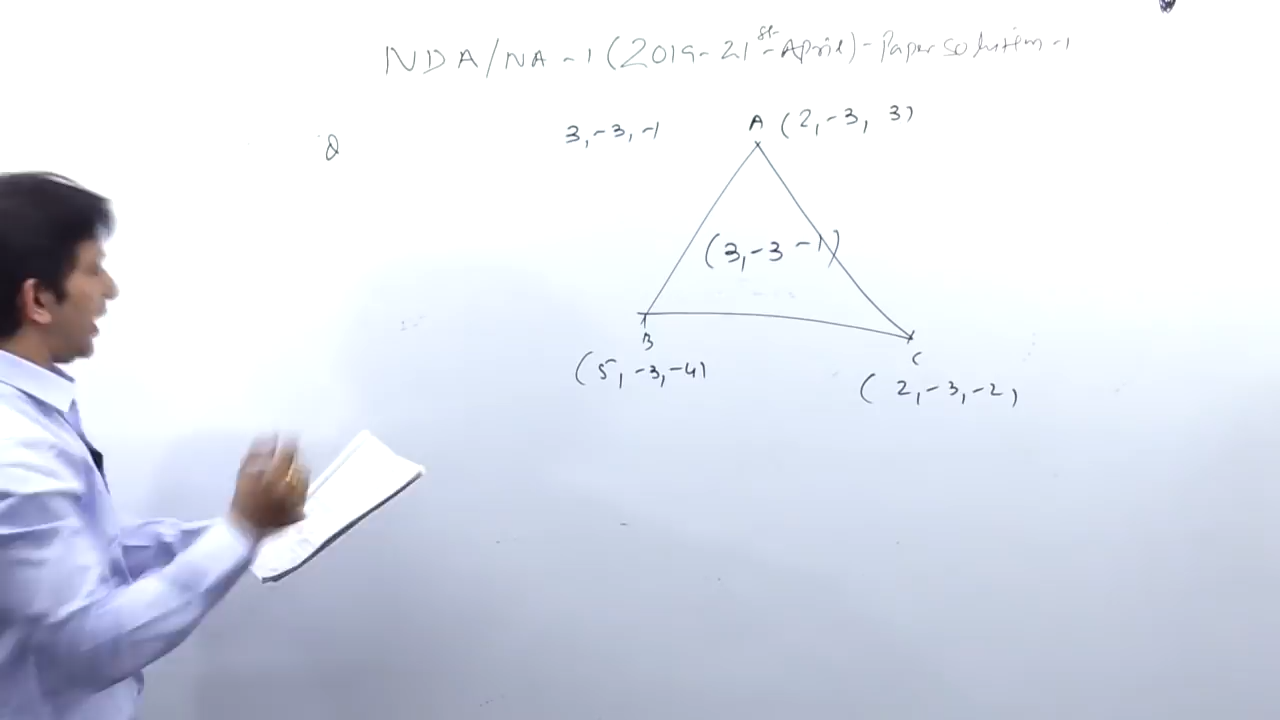 NDA/NA-1 (2019-21st-April)-Paper solution-1
Q
3,-3,-1
A (2,-3, 3)
(3,-3 -1)
B
C
(5,-3,-4)
(2,-3,-2)